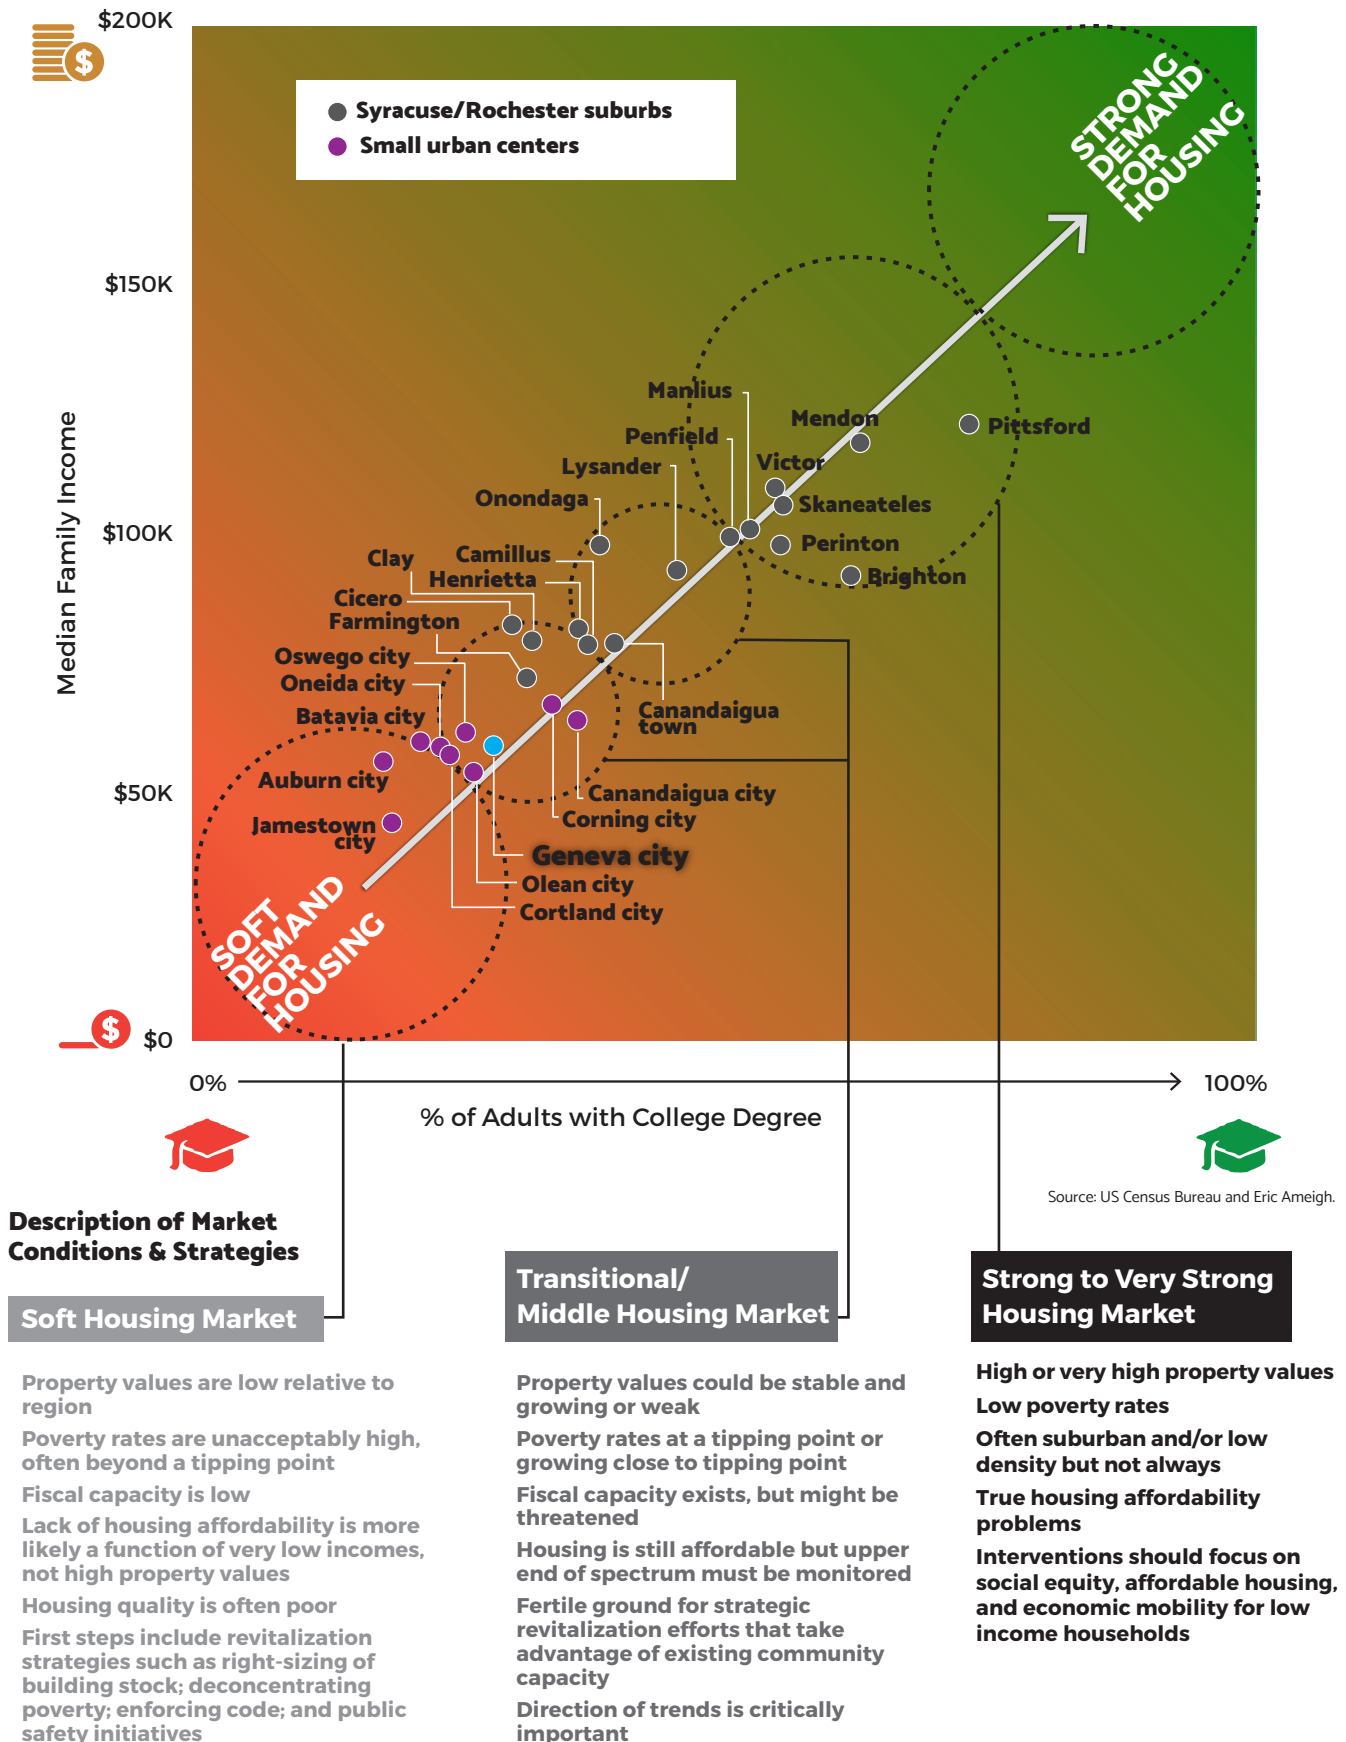 $200K
$
Syracuse/Rochester suburbs
Small urban centers
STRONG
DEMAND
FOR
HOUSING
$150K
Median Family Income
Manlius
Mendon
Pittsford
Penfield
Victor
Lysander
Onondaga
Skaneateles
$100K
Perinton
Camillus
Clay
Henrietta
Brighton
Cicero
Farmington
Oswego city
Oneida city
Batavia city
Canandaigua
town
Auburn city
$50K
Canandaigua city
Corning city
Jamestown
city
Geneva city
Olean city
Cortland city
SOFT
DEMAND
FOR
HOUSING
$
$0
0%
100%
% of Adults with College Degree
Source: US Census Bureau and Eric Ameigh.
Description of Market
Conditions & Strategies
Soft Housing Market
Property values are low relative to
region
Poverty rates are unacceptably high,
often beyond a tipping point
Fiscal capacity is low
Lack of housing affordability is more
likely a function of very low incomes,
not high property values
Housing quality is often poor
First steps include revitalization
strategies such as right-sizing of
building stock; deconcentrating
poverty; enforcing code; and public
safety initiatives
Transitional/
Middle Housing Market
Property values could be stable and
growing or weak
Poverty rates at a tipping point or
growing close to tipping point
Fiscal capacity exists, but might be
threatened
Housing is still affordable but upper
end of spectrum must be monitored
Fertile ground for strategic
revitalization efforts that take
advantage of existing community
capacity
Direction of trends is critically
important
Strong to Very Strong
Housing Market
High or very high property values
Low poverty rates
Often suburban and/or low
density but not always
True housing affordability
problems
Interventions should focus on
social equity, affordable housing,
and economic mobility for low
income households